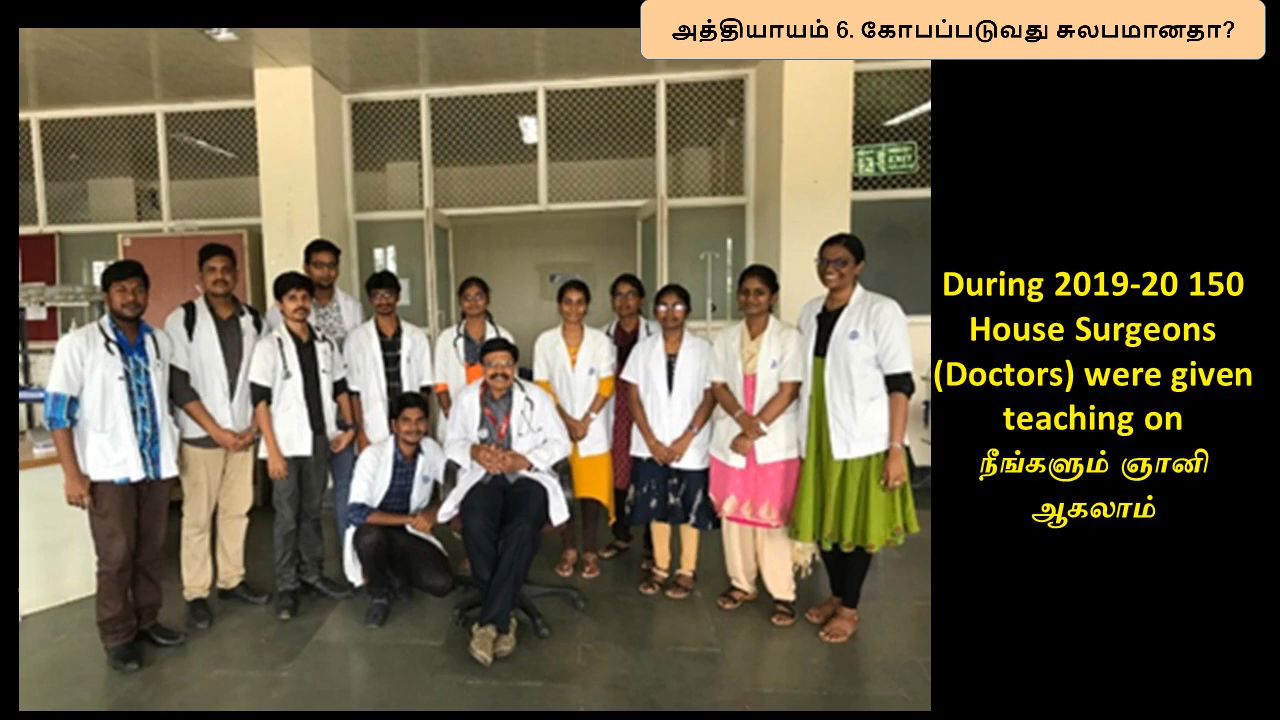 அத்தியாயம் 6. கோபப்படுவது சுலபமானதா?
EXIT
During 2019-20 150
House Surgeons
(Doctors) were given
teaching on
நீங்களும் ஞானி
ஆகலாம்